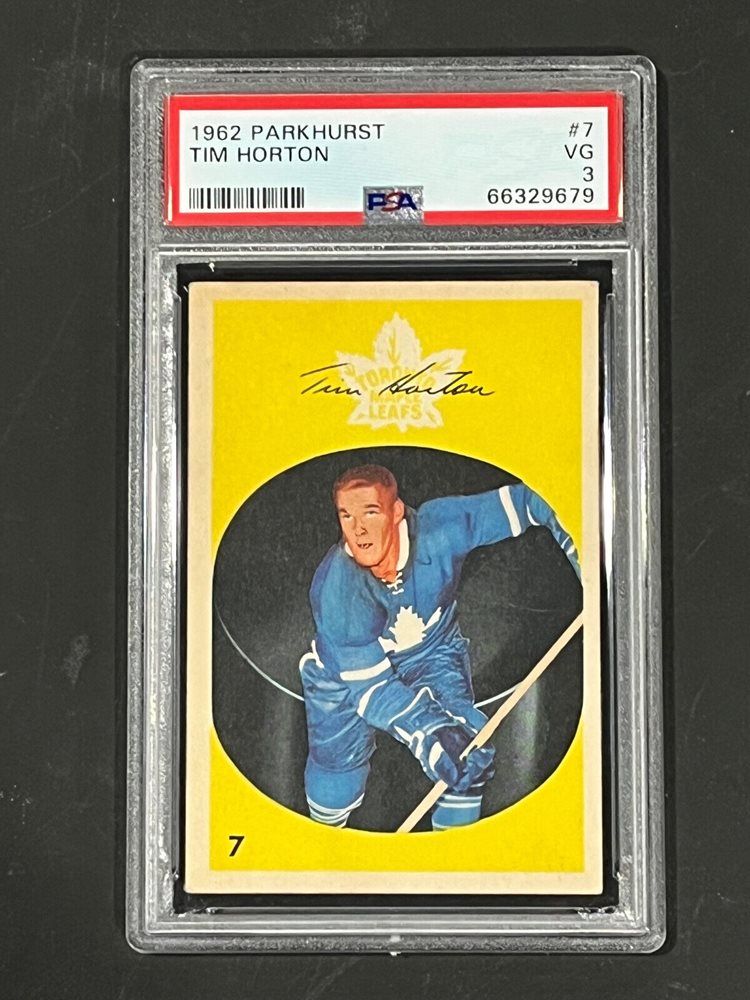 1962 PARKHURST #7
TIM HORTON VG
3
PSA 66329679
TORONTO
MAPLE
LEAFS
Tim Horton
7